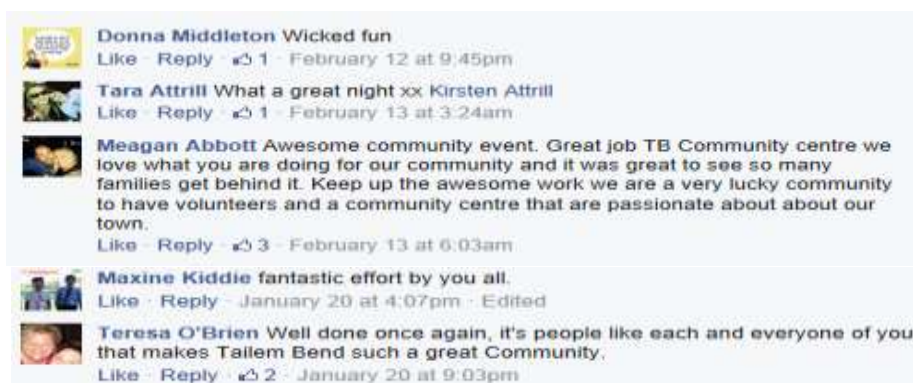 Donna Middleton Wicked fun
Like · Reply · 1 · February 12 at 9:45pm
Tara Attrill What a great night xx Kirsten Attrill
Like · Reply · 1 · February 13 at 3:24am
Meagan Abbott Awesome community event. Great job TB Community centre we
love what you are doing for our community and it was great to see so many
families get behind it. Keep up the awesome work we are a very lucky community
to have volunteers and a community centre that are passionate about about our
town.
Like · Reply · 3 · February 13 at 6:03am
Maxine Kiddie fantastic effort by you all.
Like · Reply · January 20 at 4:07pm · Edited
Teresa O'Brien Well done once again, it's people like each and everyone of you
that makes Tailem Bend such a great Community.
Like · Reply · 2 · January 20 at 9:03pm